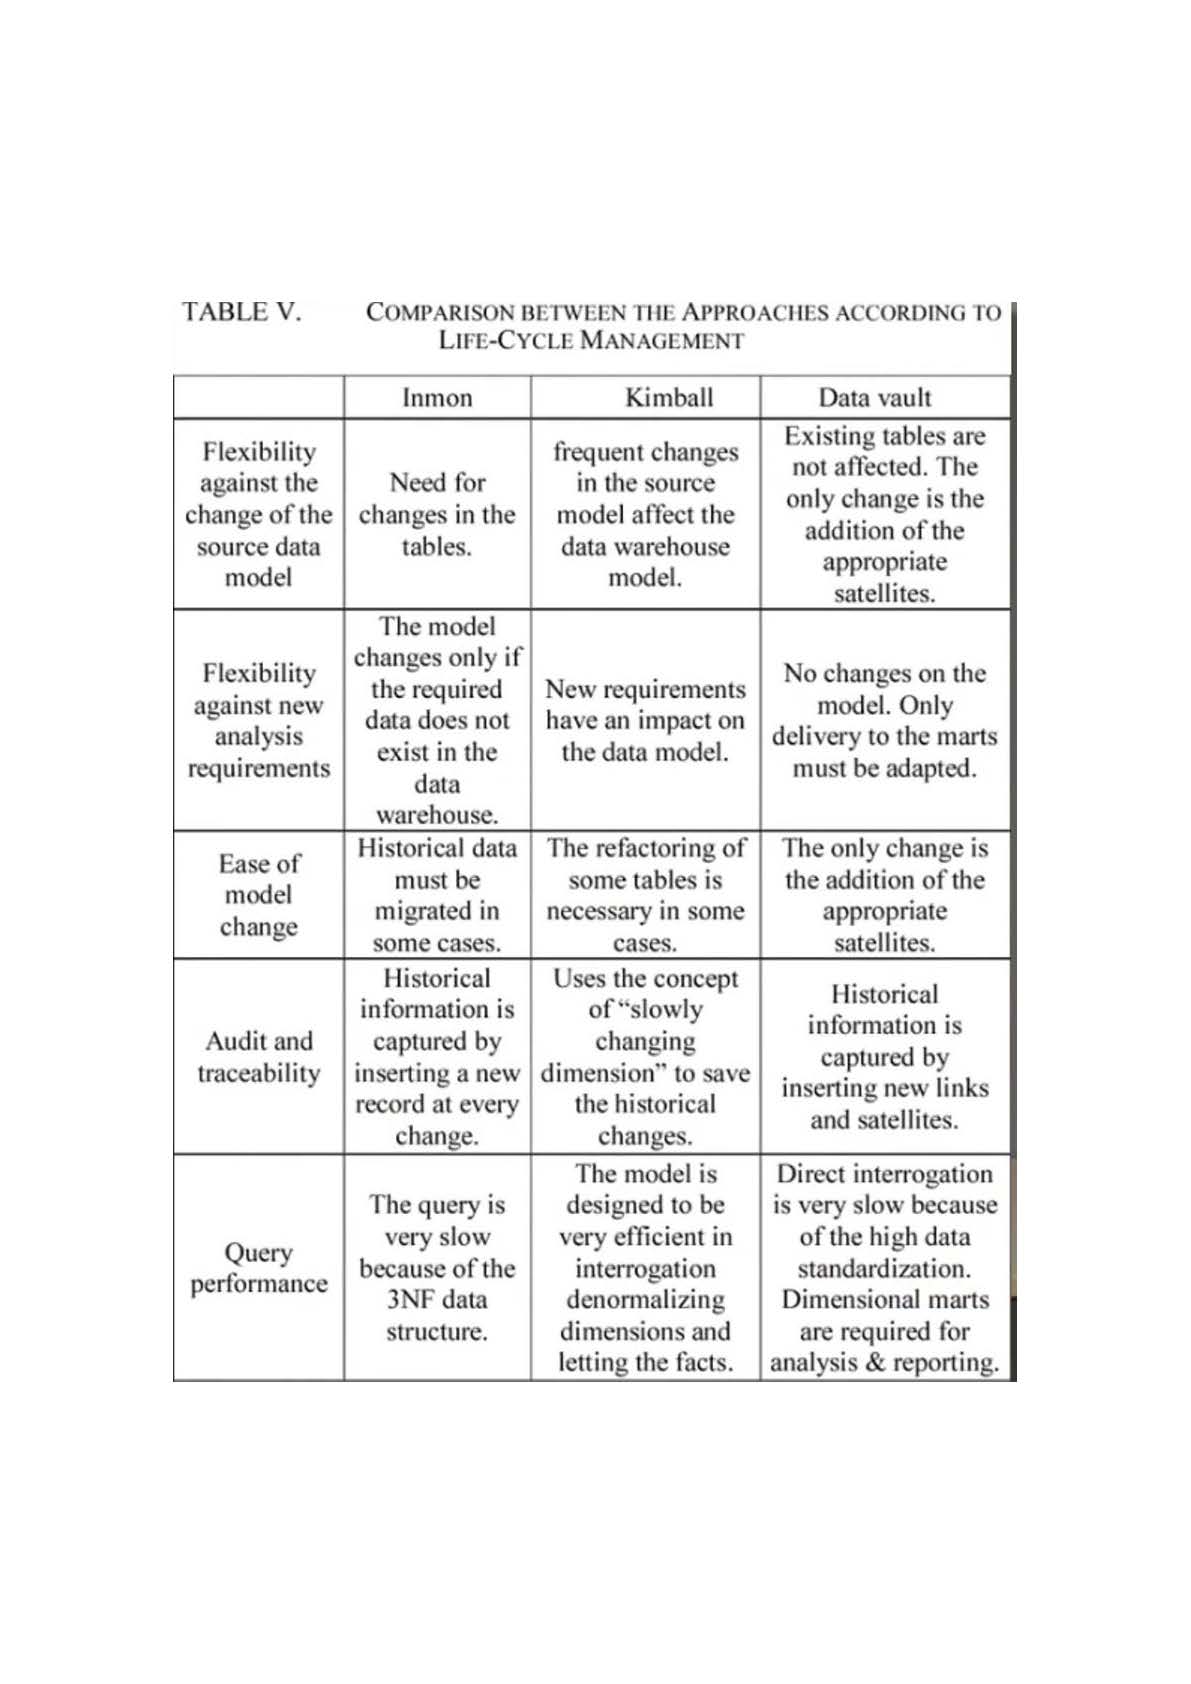 TABLE V. COMPARISON BETWEEN THE APPROACHES ACCORDING TO
LIFE-CYCLE MANAGEMENT
Inmon
Kimball
Data vault
Flexibility
against the
change of the
source data
model
Need for
changes in the
tables.
frequent changes
in the source
model affect the
data warehouse
model.
Existing tables are
not affected. The
only change is the
addition of the
appropriate
satellites.
Flexibility
against new
analysis
requirements
The model
changes only if
the required
data does not
exist in the
data
warehouse.
New requirements
have an impact on
the data model.
No changes on the
model. Only
delivery to the marts
must be adapted.
Ease of
model
change
Historical data
must be
migrated in
some cases.
The refactoring of
some tables is
necessary in some
cases.
The only change is
the addition of the
appropriate
satellites.
Audit and
traceability
Historical
information is
captured by
inserting a new
record at every
change.
Uses the concept
of “slowly
changing
dimension” to save
the historical
changes.
Historical
information is
captured by
inserting new links
and satellites.
Query
performance
The query is
very slow
because of the
3NF data
structure.
The model is
designed to be
very efficient in
interrogation
denormalizing
dimensions and
letting the facts.
Direct interrogation
is very slow because
of the high data
standardization.
Dimensional marts
are required for
analysis & reporting.